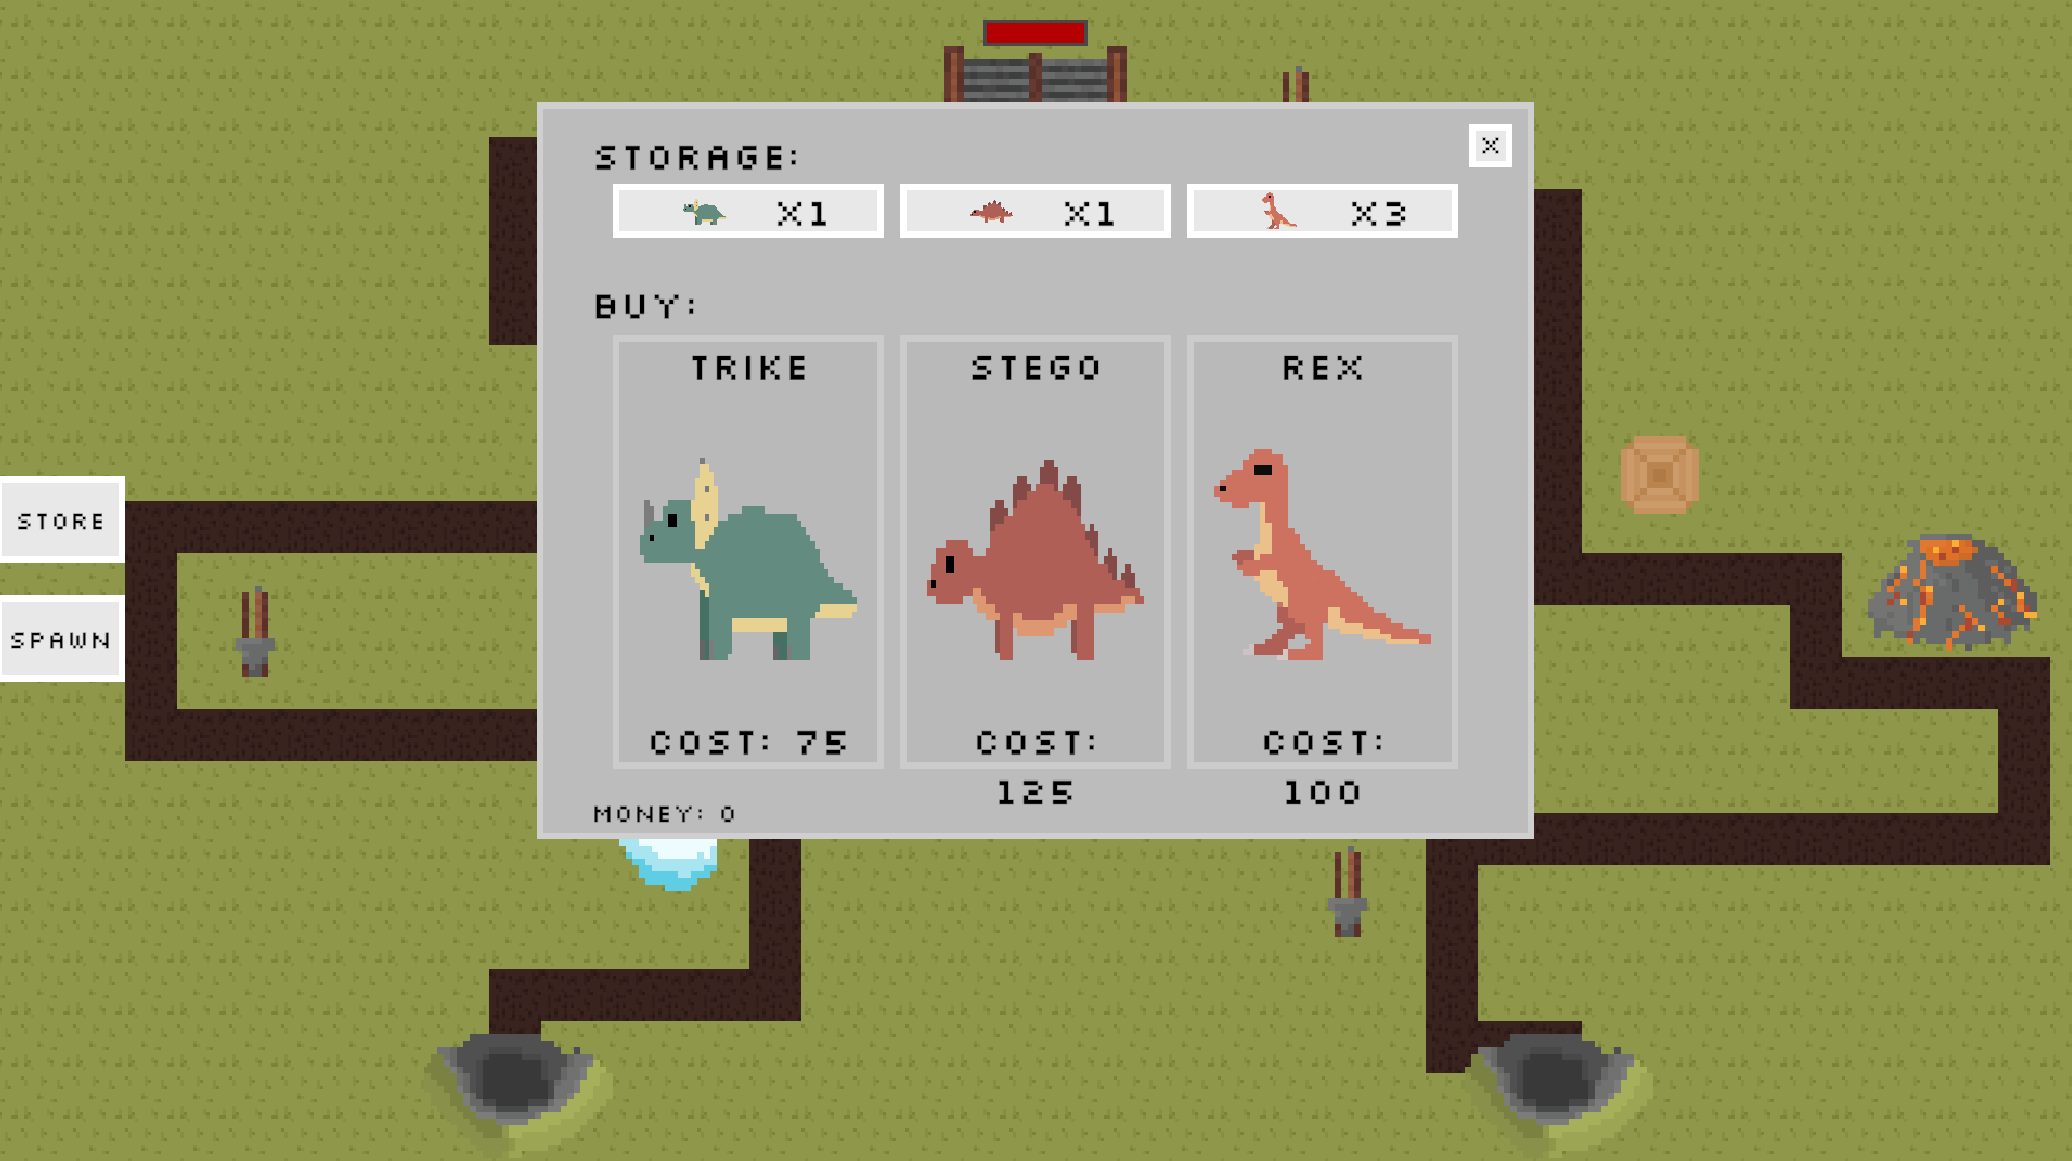 STORAGE:
X
X1
X1
X3
BUY:
TRIKE
STEGO
REX
STORE
SPAWN
COST: 75
COST:
125
COST:
100
MONEY: 0